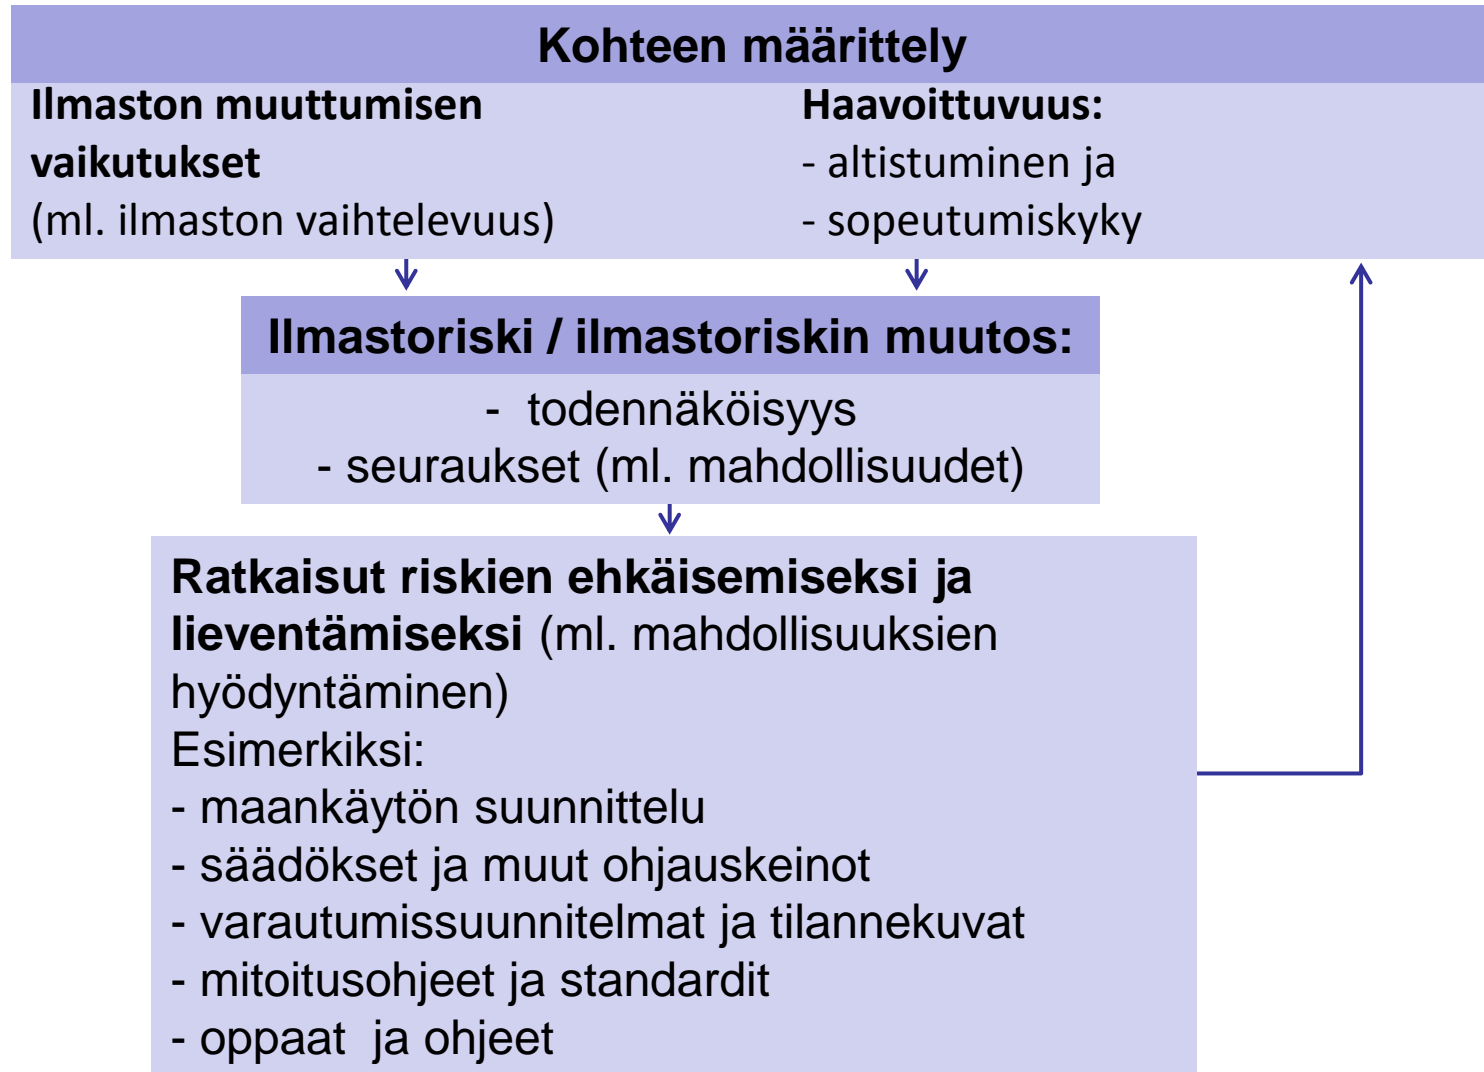 Kohteen määrittely
Ilmaston muuttumisen
vaikutukset
(ml. ilmaston vaihtelevuus)
Haavoittuvuus:
- altistuminen ja
- sopeutumiskyky
Ilmastoriski / ilmastoriskin muutos:
- todennäköisyys
- seuraukset (ml. mahdollisuudet)
Ratkaisut riskien ehkäisemiseksi ja
lieventämiseksi (ml. mahdollisuuksien
hyödyntäminen)
Esimerkiksi:
- maankäytön suunnittelu
- säädökset ja muut ohjauskeinot
- varautumissuunnitelmat ja tilannekuvat
- mitoitusohjeet ja standardit
- oppaat ja ohjeet